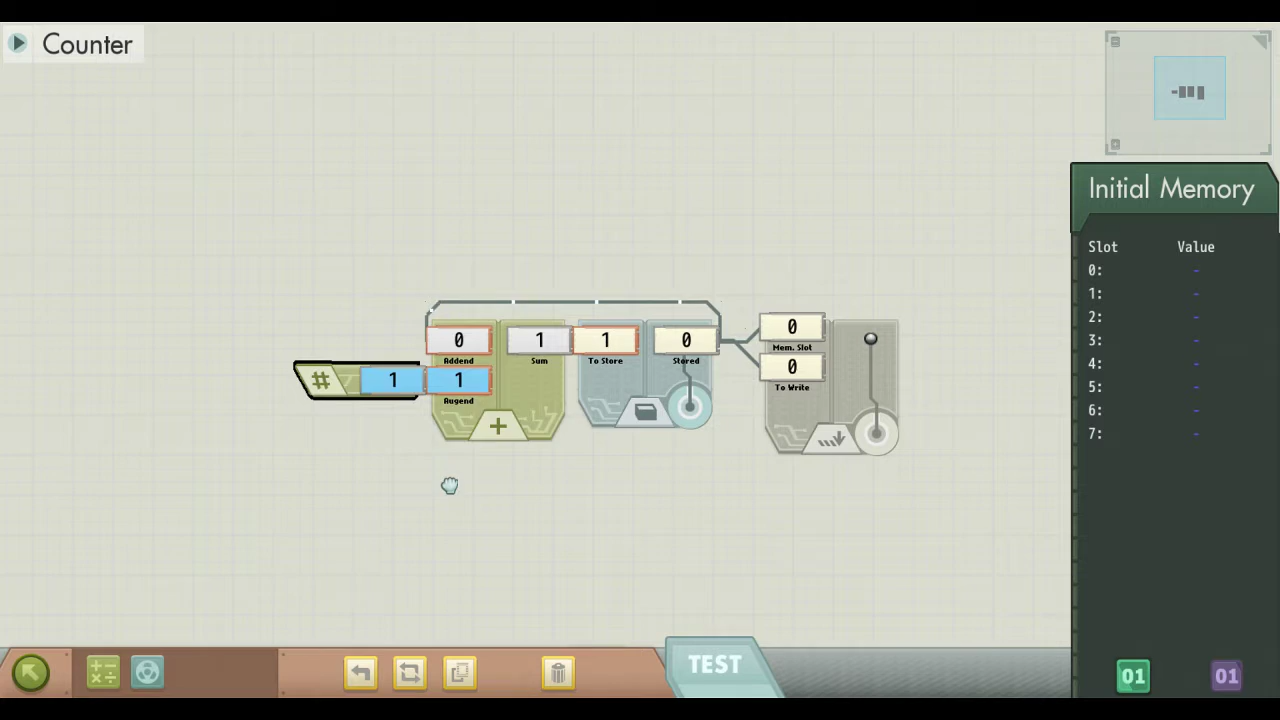 Counter
Initial Memory
Slot Value
0: -
1: -
2: -
3: -
4: -
5: -
6: -
7: -
0 1 1 0 0
Addend Sum To Store Stored Mem. Slot
# 1 1 0
Augend To Write
+
TEST
01 01